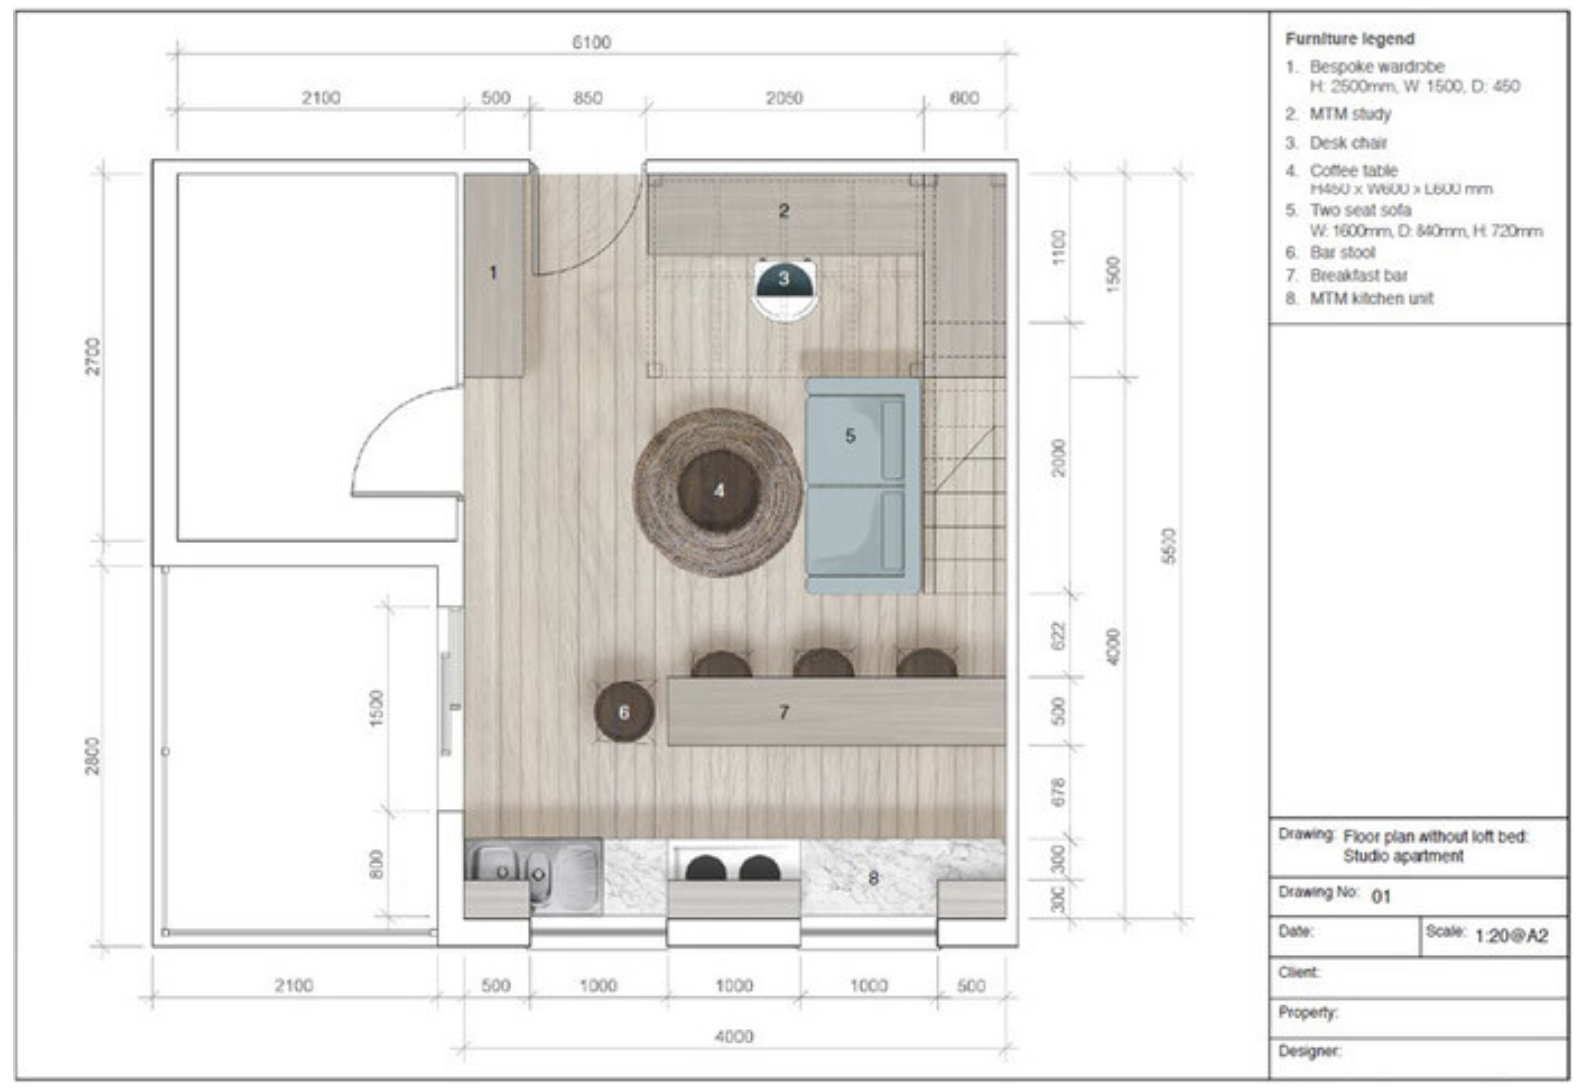 6100
2100
500
850
2050
600
2700
1100
1500
2000
5500
622
4000
500
678
300
300
2800
1500
800
1
2
3
4
5
6
7
8
2100
500
1000
1000
1000
500
4000
Furniture legend
1. Bespoke wardrobe
H: 2500mm, W: 1500, D: 450
2. MTM study
3. Desk chair
4. Coffee table
H450 x W600 x L600 mm
5. Two seat sofa
W: 1600mm, D: 840mm, H: 720mm
6. Bar stool
7. Breakfast bar
8. MTM kitchen unit
Drawing: Floor plan without loft bed:
Studio apartment
Drawing No: 01
Date:
Scale: 1:20@A2
Client:
Property:
Designer: